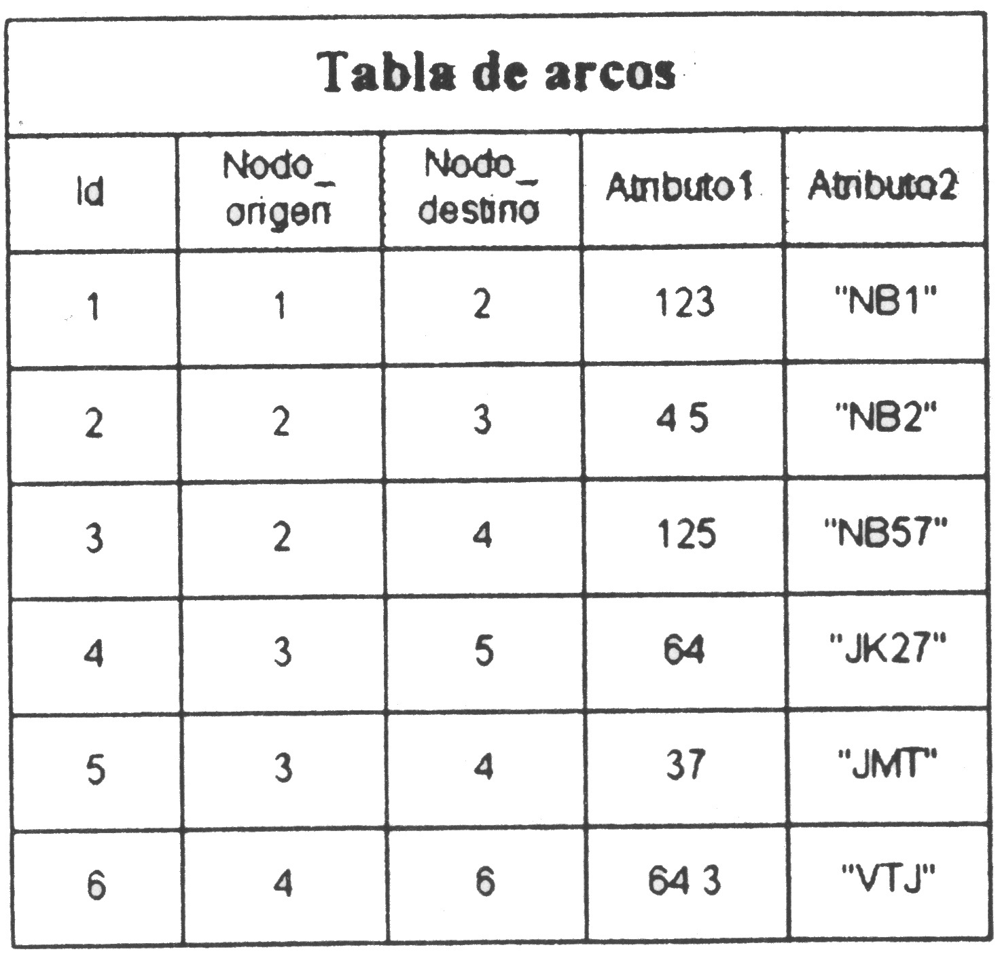 Tabla de arcos
Id Nodo_ origen Nodo_ destino Atributo1 Atributo2
1 1 2 123 "NB1"
2 2 3 4 5 "NB2"
3 2 4 125 "NB57"
4 3 5 64 "JK27"
5 3 4 37 "JMT"
6 4 6 64 3 "VTJ"